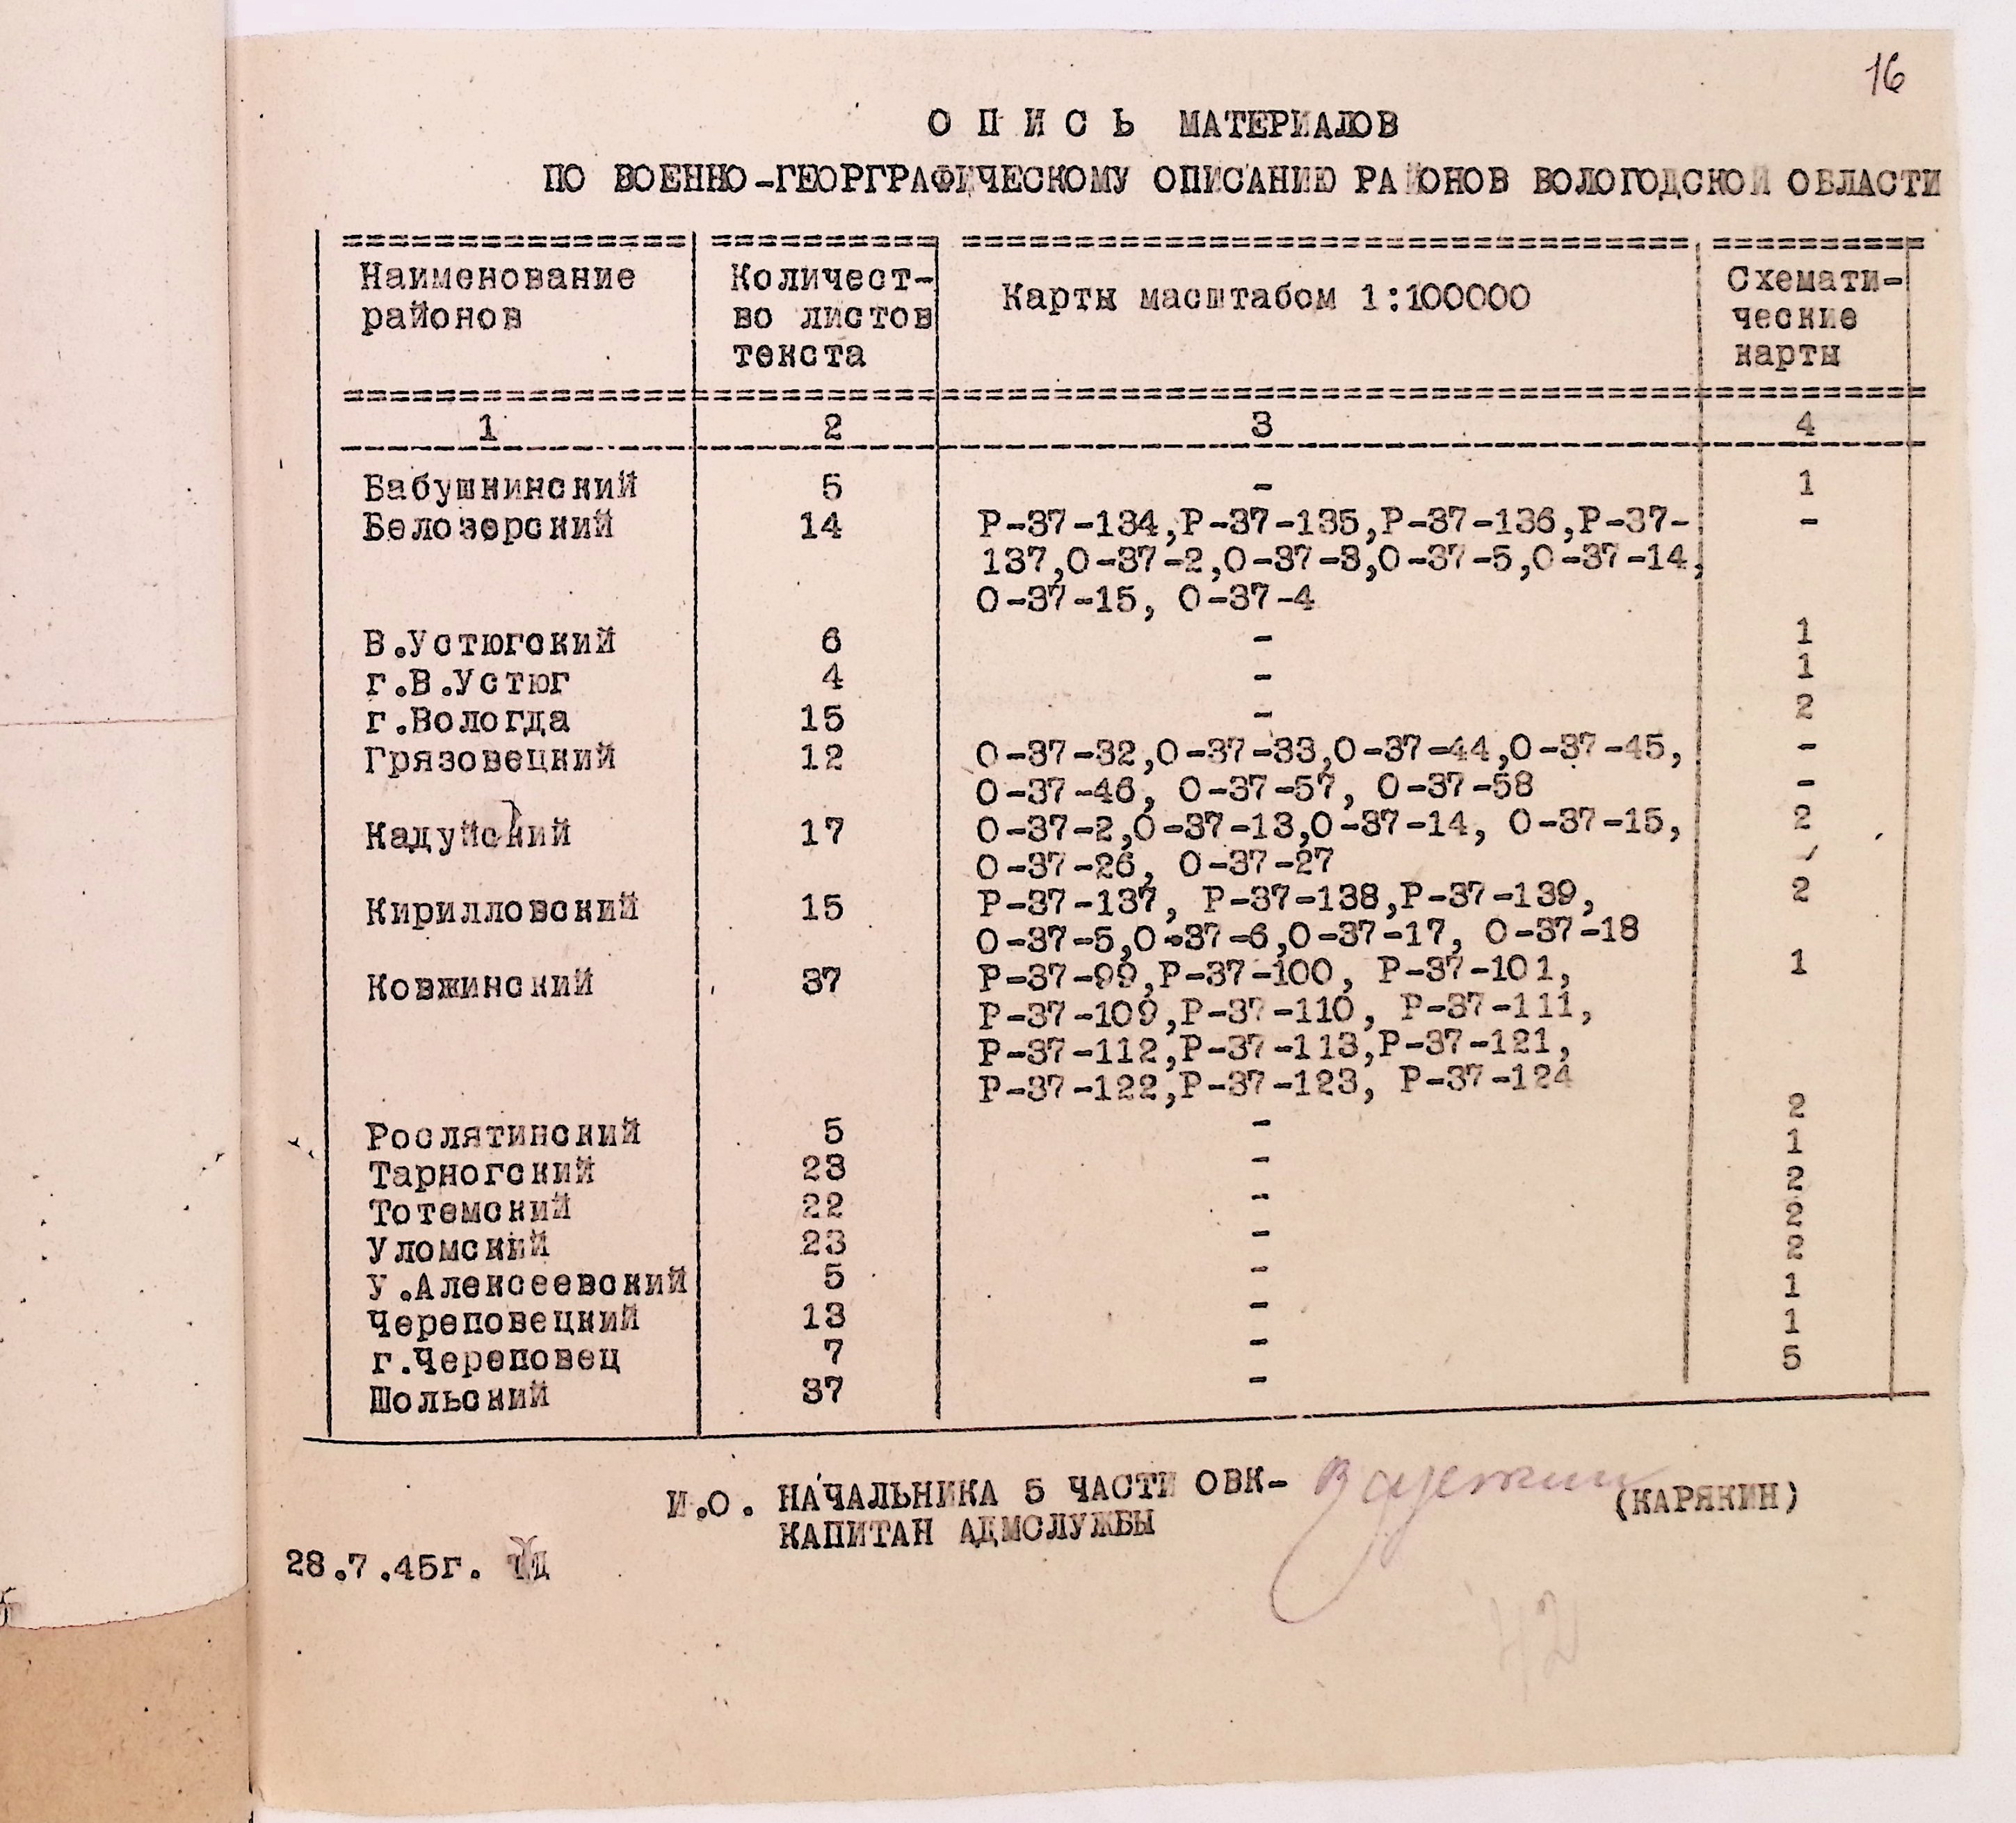 16
О П И С Ь МАТЕРИАЛОВ
ПО ВОЕННО-ГЕОРГРАФИЧЕСКОМУ ОПИСАНИЮ РАЙОНОВ ВОЛОГОДСКОЙ ОБЛАСТИ
Наименование районов | Количест-во листов текста | Карты масштабом 1:100000 | Схемати-ческие карты
1 2 3 4
Бабушкинский 5 - 1
Белозерский 14 Р-37-134,Р-37-135,Р-37-136,Р-37- -
137,О-37-2,О-37-3,О-37-5,О-37-14,
О-37-15, О-37-4
В.Устюгский 6 - 1
г.В.Устюг 4 - 1
г.Вологда 15 - 2
Грязовецкий 12 О-37-32,О-37-33,О-37-44,О-37-45, -
О-37-46, О-37-57, О-37-58 -
Кадуйский 17 О-37-2,О-37-13,О-37-14, О-37-15, 2
О-37-26, О-37-27
Кирилловский 15 Р-37-137, Р-37-138,Р-37-139, 2
О-37-5,О-37-6,О-37-17, О-37-18
Ковжинский 37 Р-37-99,Р-37-100, Р-37-101, 1
Р-37-109,Р-37-110, Р-37-111,
Р-37-112,Р-37-113,Р-37-121,
Р-37-122,Р-37-123, Р-37-124
Рослятинский 5 - 2
Тарногский 23 - 1
Тотемский 22 - 2
Уломский 23 - 2
У.Алексеевский 5 - 2
Череповецкий 13 - 1
г.Череповец 7 - 1
Шольский 37 - 5
И.О. НАЧАЛЬНИКА 5 ЧАСТИ ОВК-
КАПИТАН АДМСЛУЖБЫ
(КАРЯКИН)
28.7.45г.
42